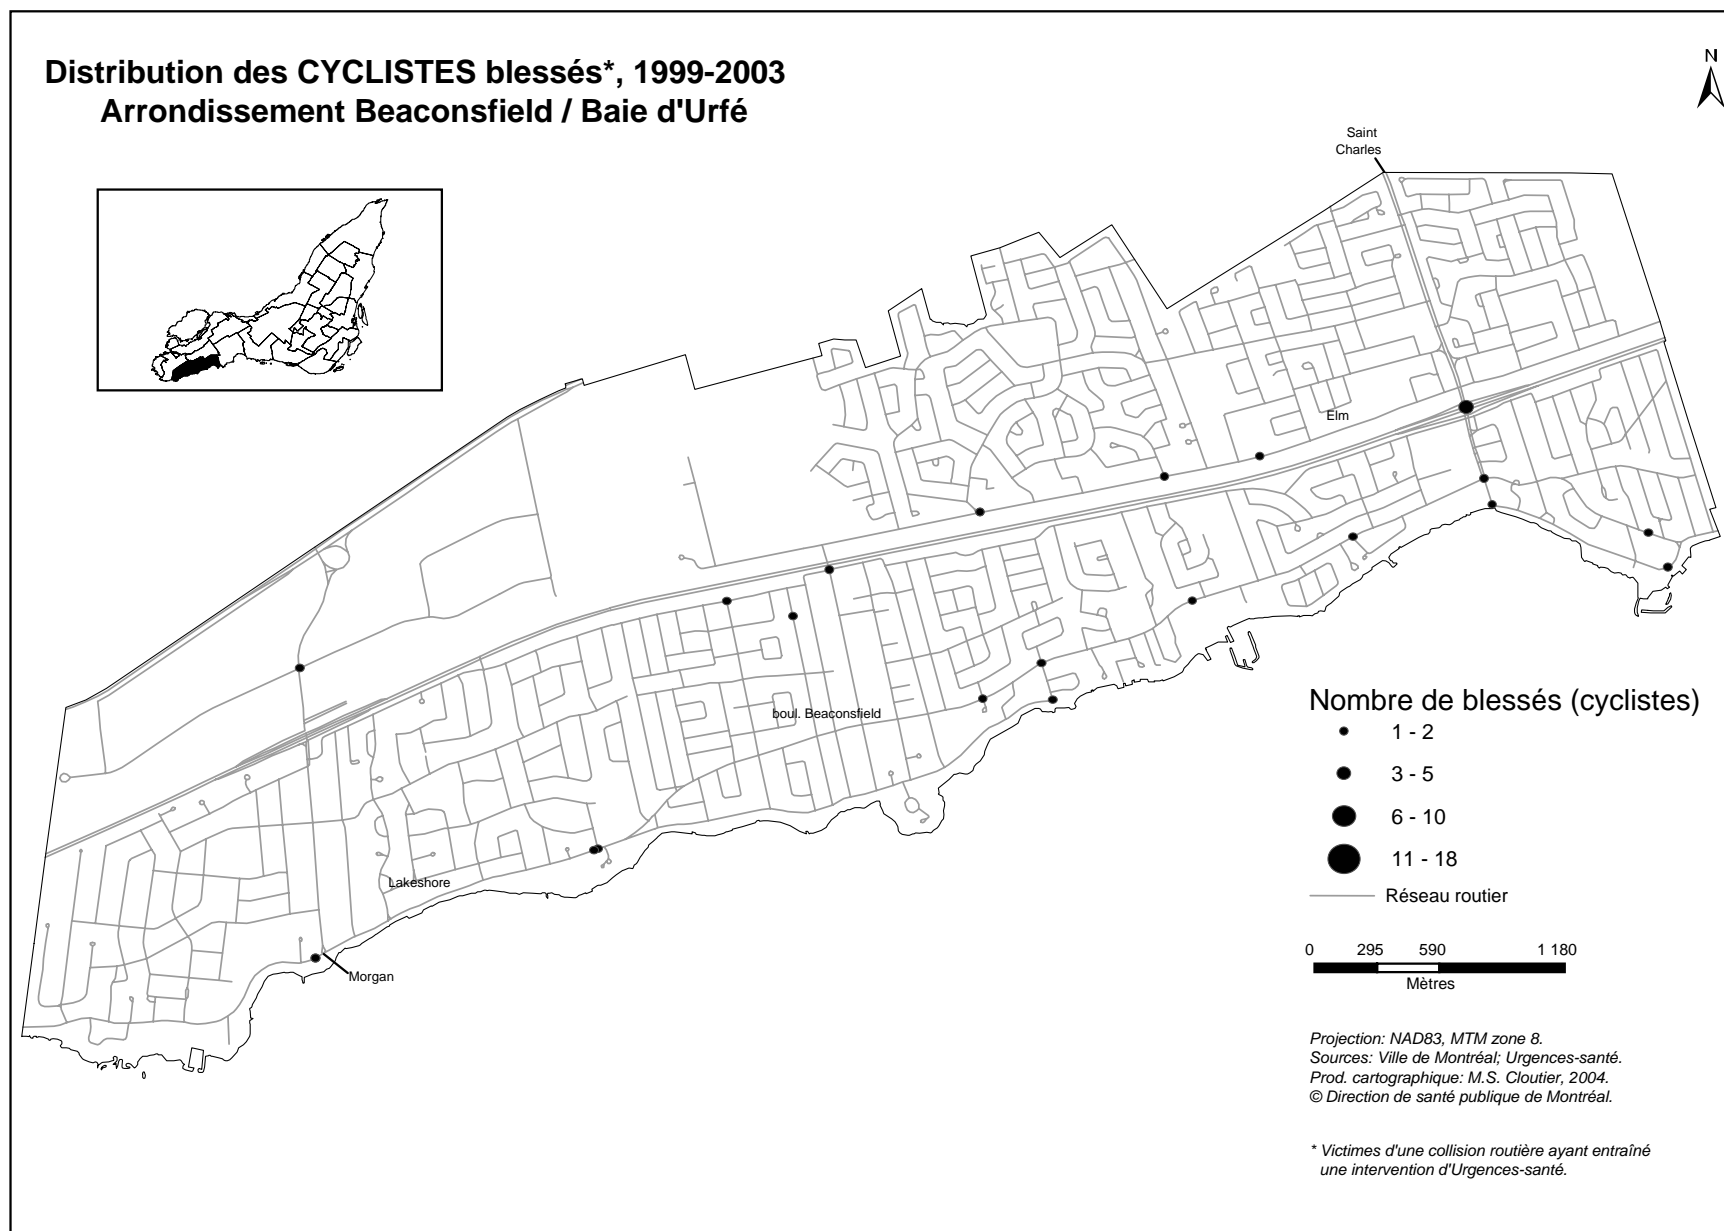 Distribution des CYCLISTES blessés*, 1999-2003
Arrondissement Beaconsfield / Baie d'Urfé
N
Saint
Charles
Elm
boul. Beaconsfield
Lakeshore
Morgan
Nombre de blessés (cyclistes)
1 - 2
3 - 5
6 - 10
11 - 18
Réseau routier
0 295 590 1 180
Mètres
Projection: NAD83, MTM zone 8.
Sources: Ville de Montréal; Urgences-santé.
Prod. cartographique: M.S. Cloutier, 2004.
© Direction de santé publique de Montréal.
* Victimes d'une collision routière ayant entraîné
une intervention d'Urgences-santé.